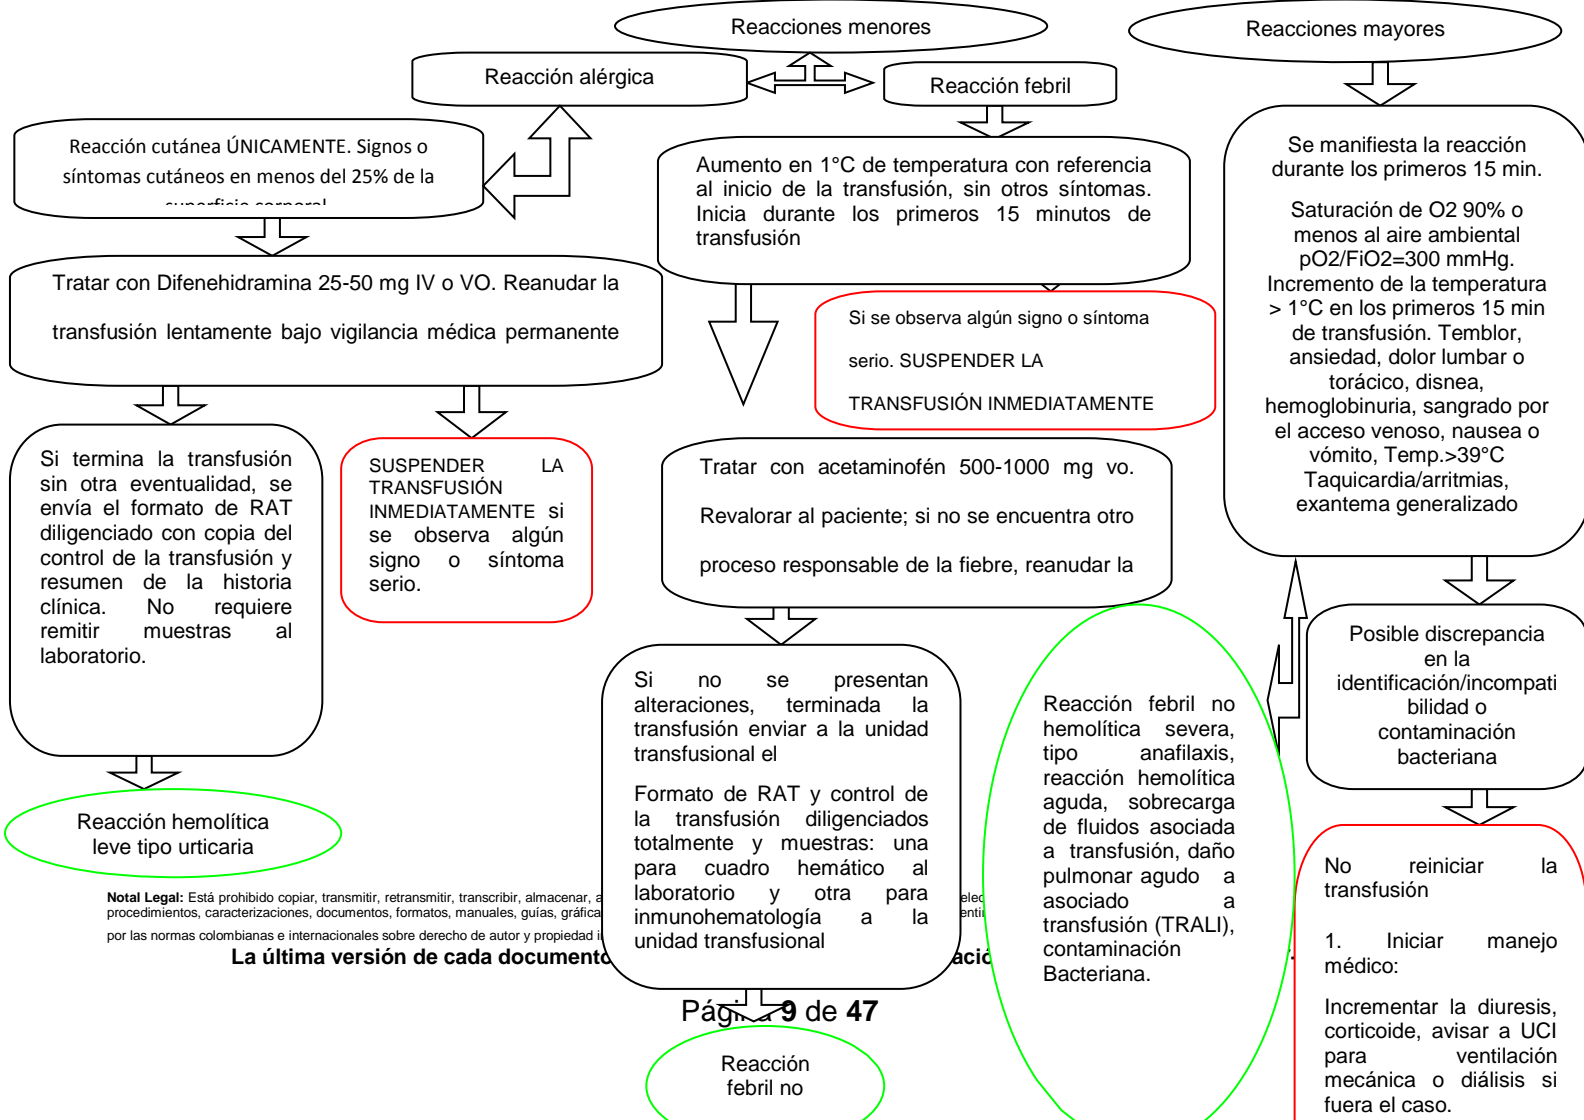 Reacciones menores
Reacciones mayores
Reacción alérgica
Reacción febril
Reacción cutánea ÚNICAMENTE. Signos o
síntomas cutáneos en menos del 25% de la
superficie corporal
Aumento en 1°C de temperatura con referencia
al inicio de la transfusión, sin otros síntomas.
Inicia durante los primeros 15 minutos de
transfusión
Se manifiesta la reacción
durante los primeros 15 min.
Saturación de O2 90% o
menos al aire ambiental
pO2/FiO2=300 mmHg.
Incremento de la temperatura
> 1°C en los primeros 15 min
de transfusión. Temblor,
ansiedad, dolor lumbar o
torácico, disnea,
hemoglobinuria, sangrado por
el acceso venoso, nausea o
vómito, Temp.>39°C
Taquicardia/arritmias,
exantema generalizado
Tratar con Difenehidramina 25-50 mg IV o VO. Reanudar la
transfusión lentamente bajo vigilancia médica permanente
Si se observa algún signo o síntoma
serio. SUSPENDER LA
TRANSFUSIÓN INMEDIATAMENTE
Si termina la transfusión
sin otra eventualidad, se
envía el formato de RAT
diligenciado con copia del
control de la transfusión y
resumen de la historia
clínica. No requiere
remitir muestras al
laboratorio.
SUSPENDER LA
TRANSFUSIÓN
INMEDIATAMENTE si
se observa algún
signo o síntoma
serio.
Tratar con acetaminofén 500-1000 mg vo.
Revalorar al paciente; si no se encuentra otro
proceso responsable de la fiebre, reanudar la
Posible discrepancia
en la
identificación/incompati
bilidad o
contaminación
bacteriana
Si no se presentan
alteraciones, terminada la
transfusión enviar a la unidad
transfusional el
Formato de RAT y control de
la transfusión diligenciados
totalmente y muestras: una
para cuadro hemático al
laboratorio y otra para
inmunohematología a la
unidad transfusional
Reacción febril no
hemolítica severa,
tipo anafilaxis,
reacción hemolítica
aguda, sobrecarga
de fluidos asociada
a transfusión, daño
pulmonar agudo a
asociado a
transfusión (TRALI),
contaminación
Bacteriana.
Reacción hemolítica
leve tipo urticaria
No reiniciar la
transfusión
1. Iniciar manejo
médico:
Incrementar la diuresis,
corticoide, avisar a UCI
para ventilación
mecánica o diálisis si
fuera el caso.
Notal Legal: Está prohibido copiar, transmitir, retransmitir, transcribir, almacenar,
procedimientos, caracterizaciones, documentos, formatos, manuales, guías,
por las normas colombianas e internacionales sobre derecho de autor y propiedad
La última versión de cada documento
Página 9 de 47
Reacción
febril no